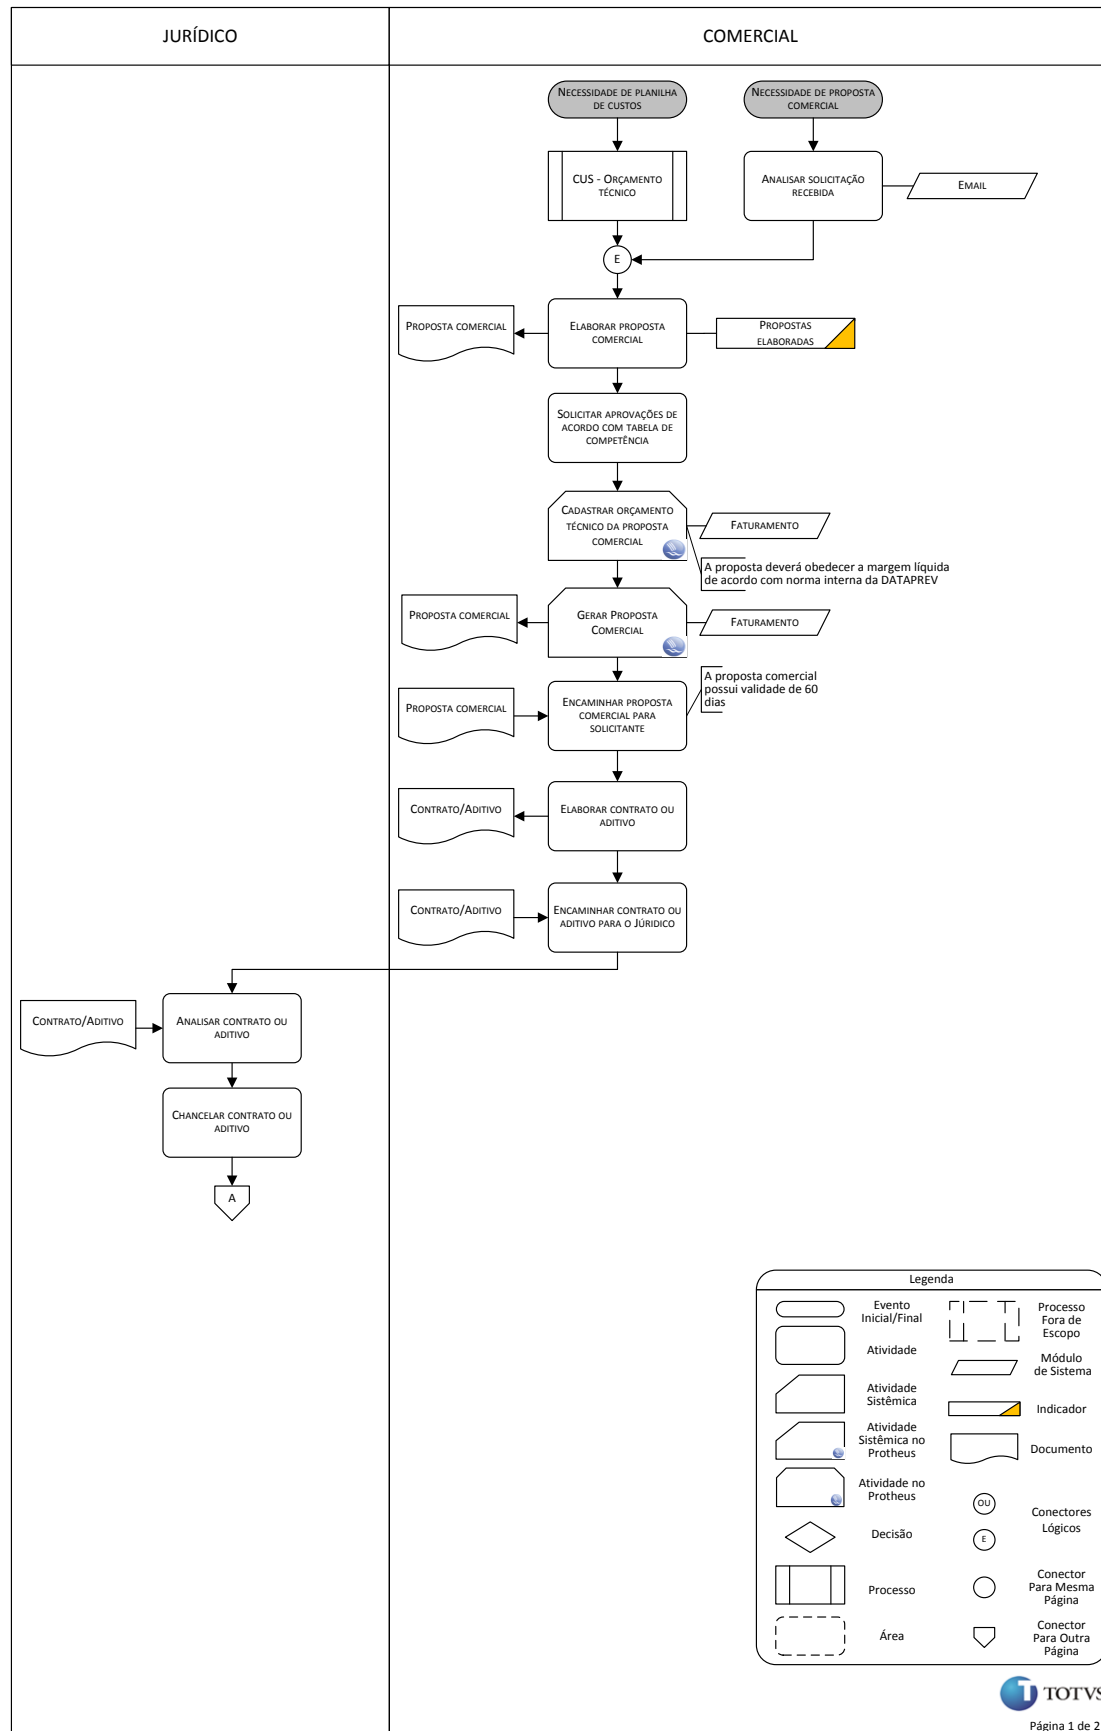 JURÍDICO
COMERCIAL
NECESSIDADE DE PLANILHA
DE CUSTOS
NECESSIDADE DE PROPOSTA
COMERCIAL
CUS - ORÇAMENTO
TÉCNICO
ANALISAR SOLICITAÇÃO
RECEBIDA
EMAIL
E
PROPOSTA COMERCIAL
ELABORAR PROPOSTA
COMERCIAL
PROPOSTAS
ELABORADAS
SOLICITAR APROVAÇÕES DE
ACORDO COM TABELA DE
COMPETÊNCIA
CADASTRAR ORÇAMENTO
TÉCNICO DA PROPOSTA
COMERCIAL
FATURAMENTO
A proposta deverá obedecer a margem líquida
de acordo com norma interna da DATAPREV
PROPOSTA COMERCIAL
GERAR PROPOSTA
COMERCIAL
FATURAMENTO
A proposta comercial
possui validade de 60
dias
PROPOSTA COMERCIAL
ENCAMINHAR PROPOSTA
COMERCIAL PARA
SOLICITANTE
CONTRATO/ADITIVO
ELABORAR CONTRATO OU
ADITIVO
CONTRATO/ADITIVO
ENCAMINHAR CONTRATO OU
ADITIVO PARA O JÚRIDICO
CONTRATO/ADITIVO
ANALISAR CONTRATO OU
ADITIVO
CHANCELAR CONTRATO OU
ADITIVO
A
Legenda
Evento
Inicial/Final
Atividade
Atividade
Sistêmica
Atividade
Sistêmica no
Protheus
Atividade no
Protheus
Decisão
Processo
Área
Processo
Fora de
Escopo
Módulo
de Sistema
Indicador
Documento
OU
E
Conectores
Lógicos
Conector
Para Mesma
Página
Conector
Para Outra
Página
TOTVS
Página 1 de 2